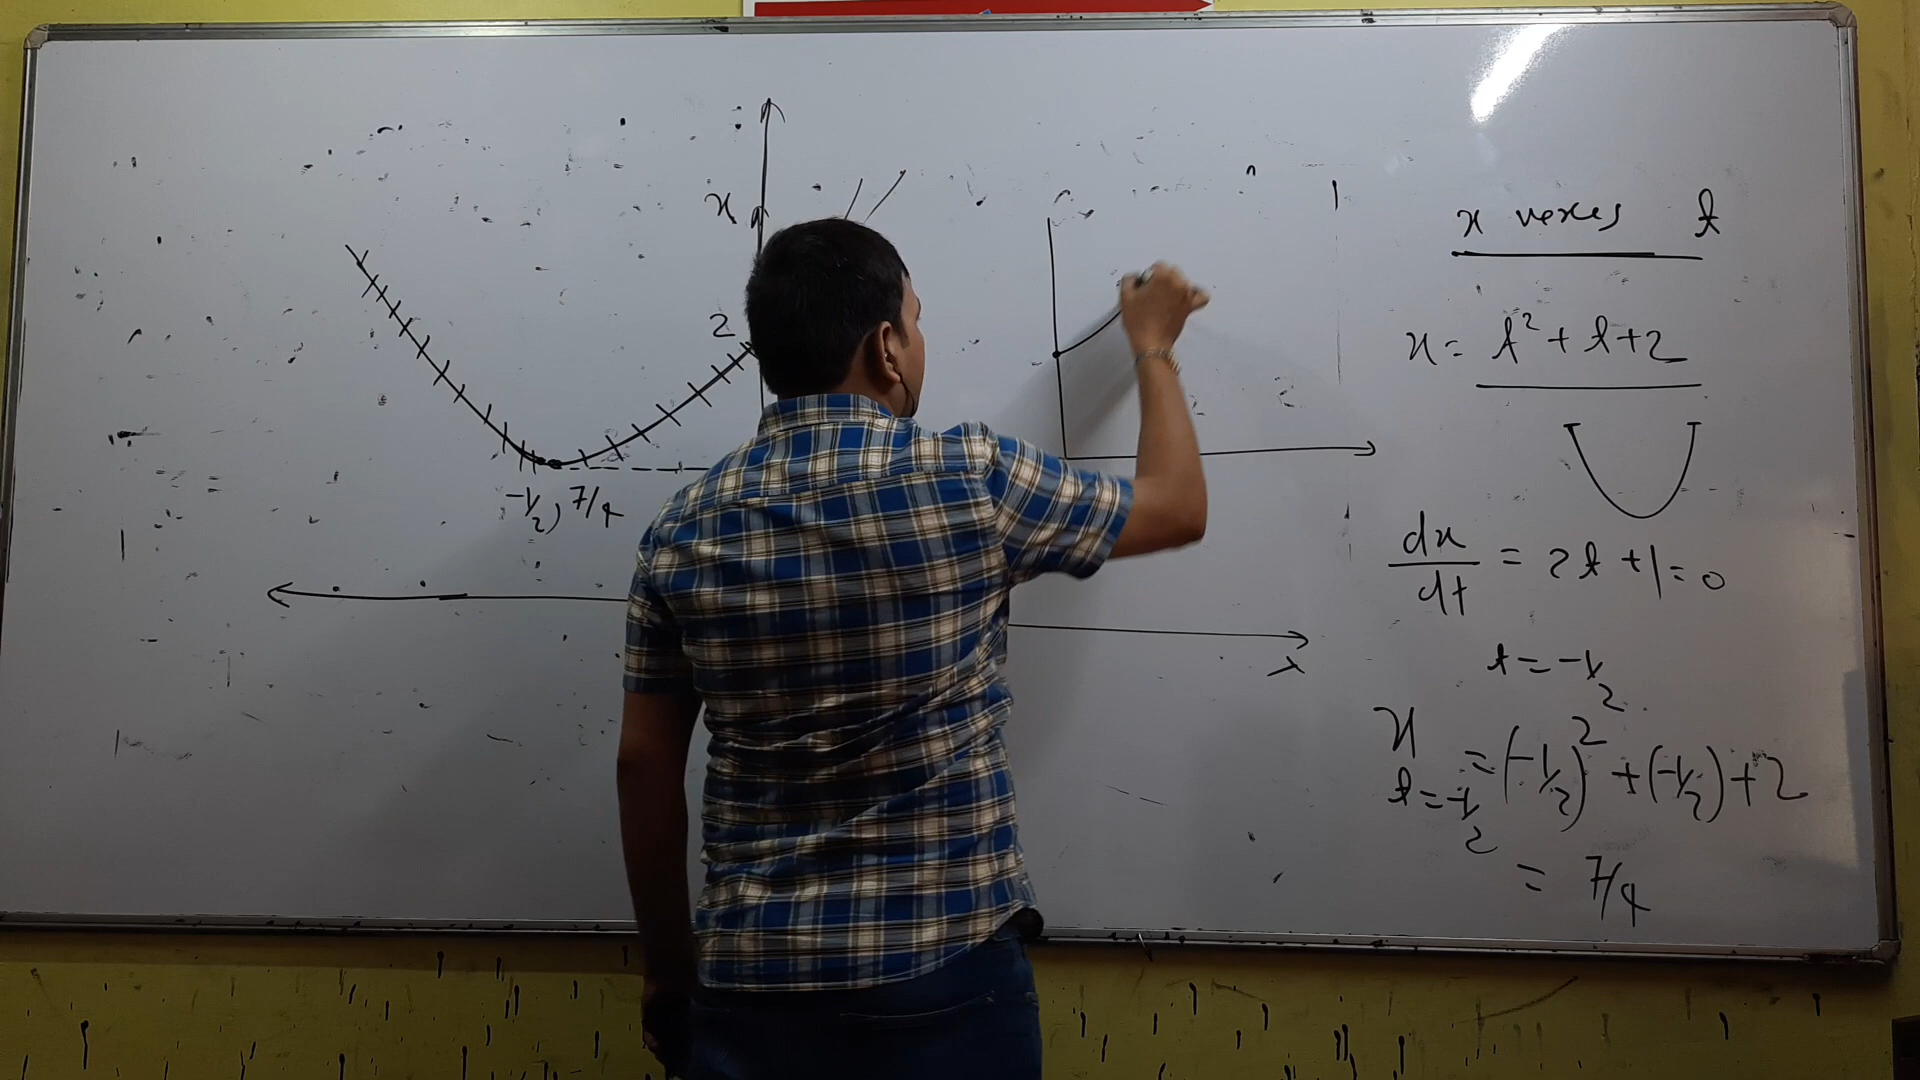 x
2
-1/2, 7/4
t
x verses t
x = t² + t + 2
dx/dt = 2t + 1 = 0
t = -1/2
x t = -1/2 = (-1/2)² + (-1/2) + 2
= 7/4